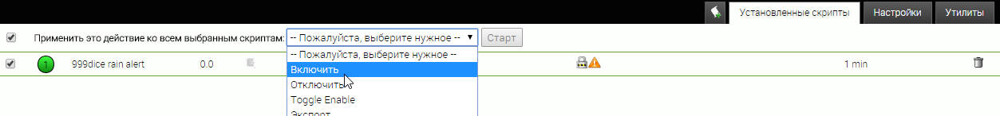 Установленные скрипты Настройки Утилиты
Применить это действие ко всем выбранным скриптам: -- Пожалуйста, выберите нужное -- Старт
-- Пожалуйста, выберите нужное --
1 999dice rain alert 0.0 1 min
Включить
Отключить
Toggle Enable
Экспорт